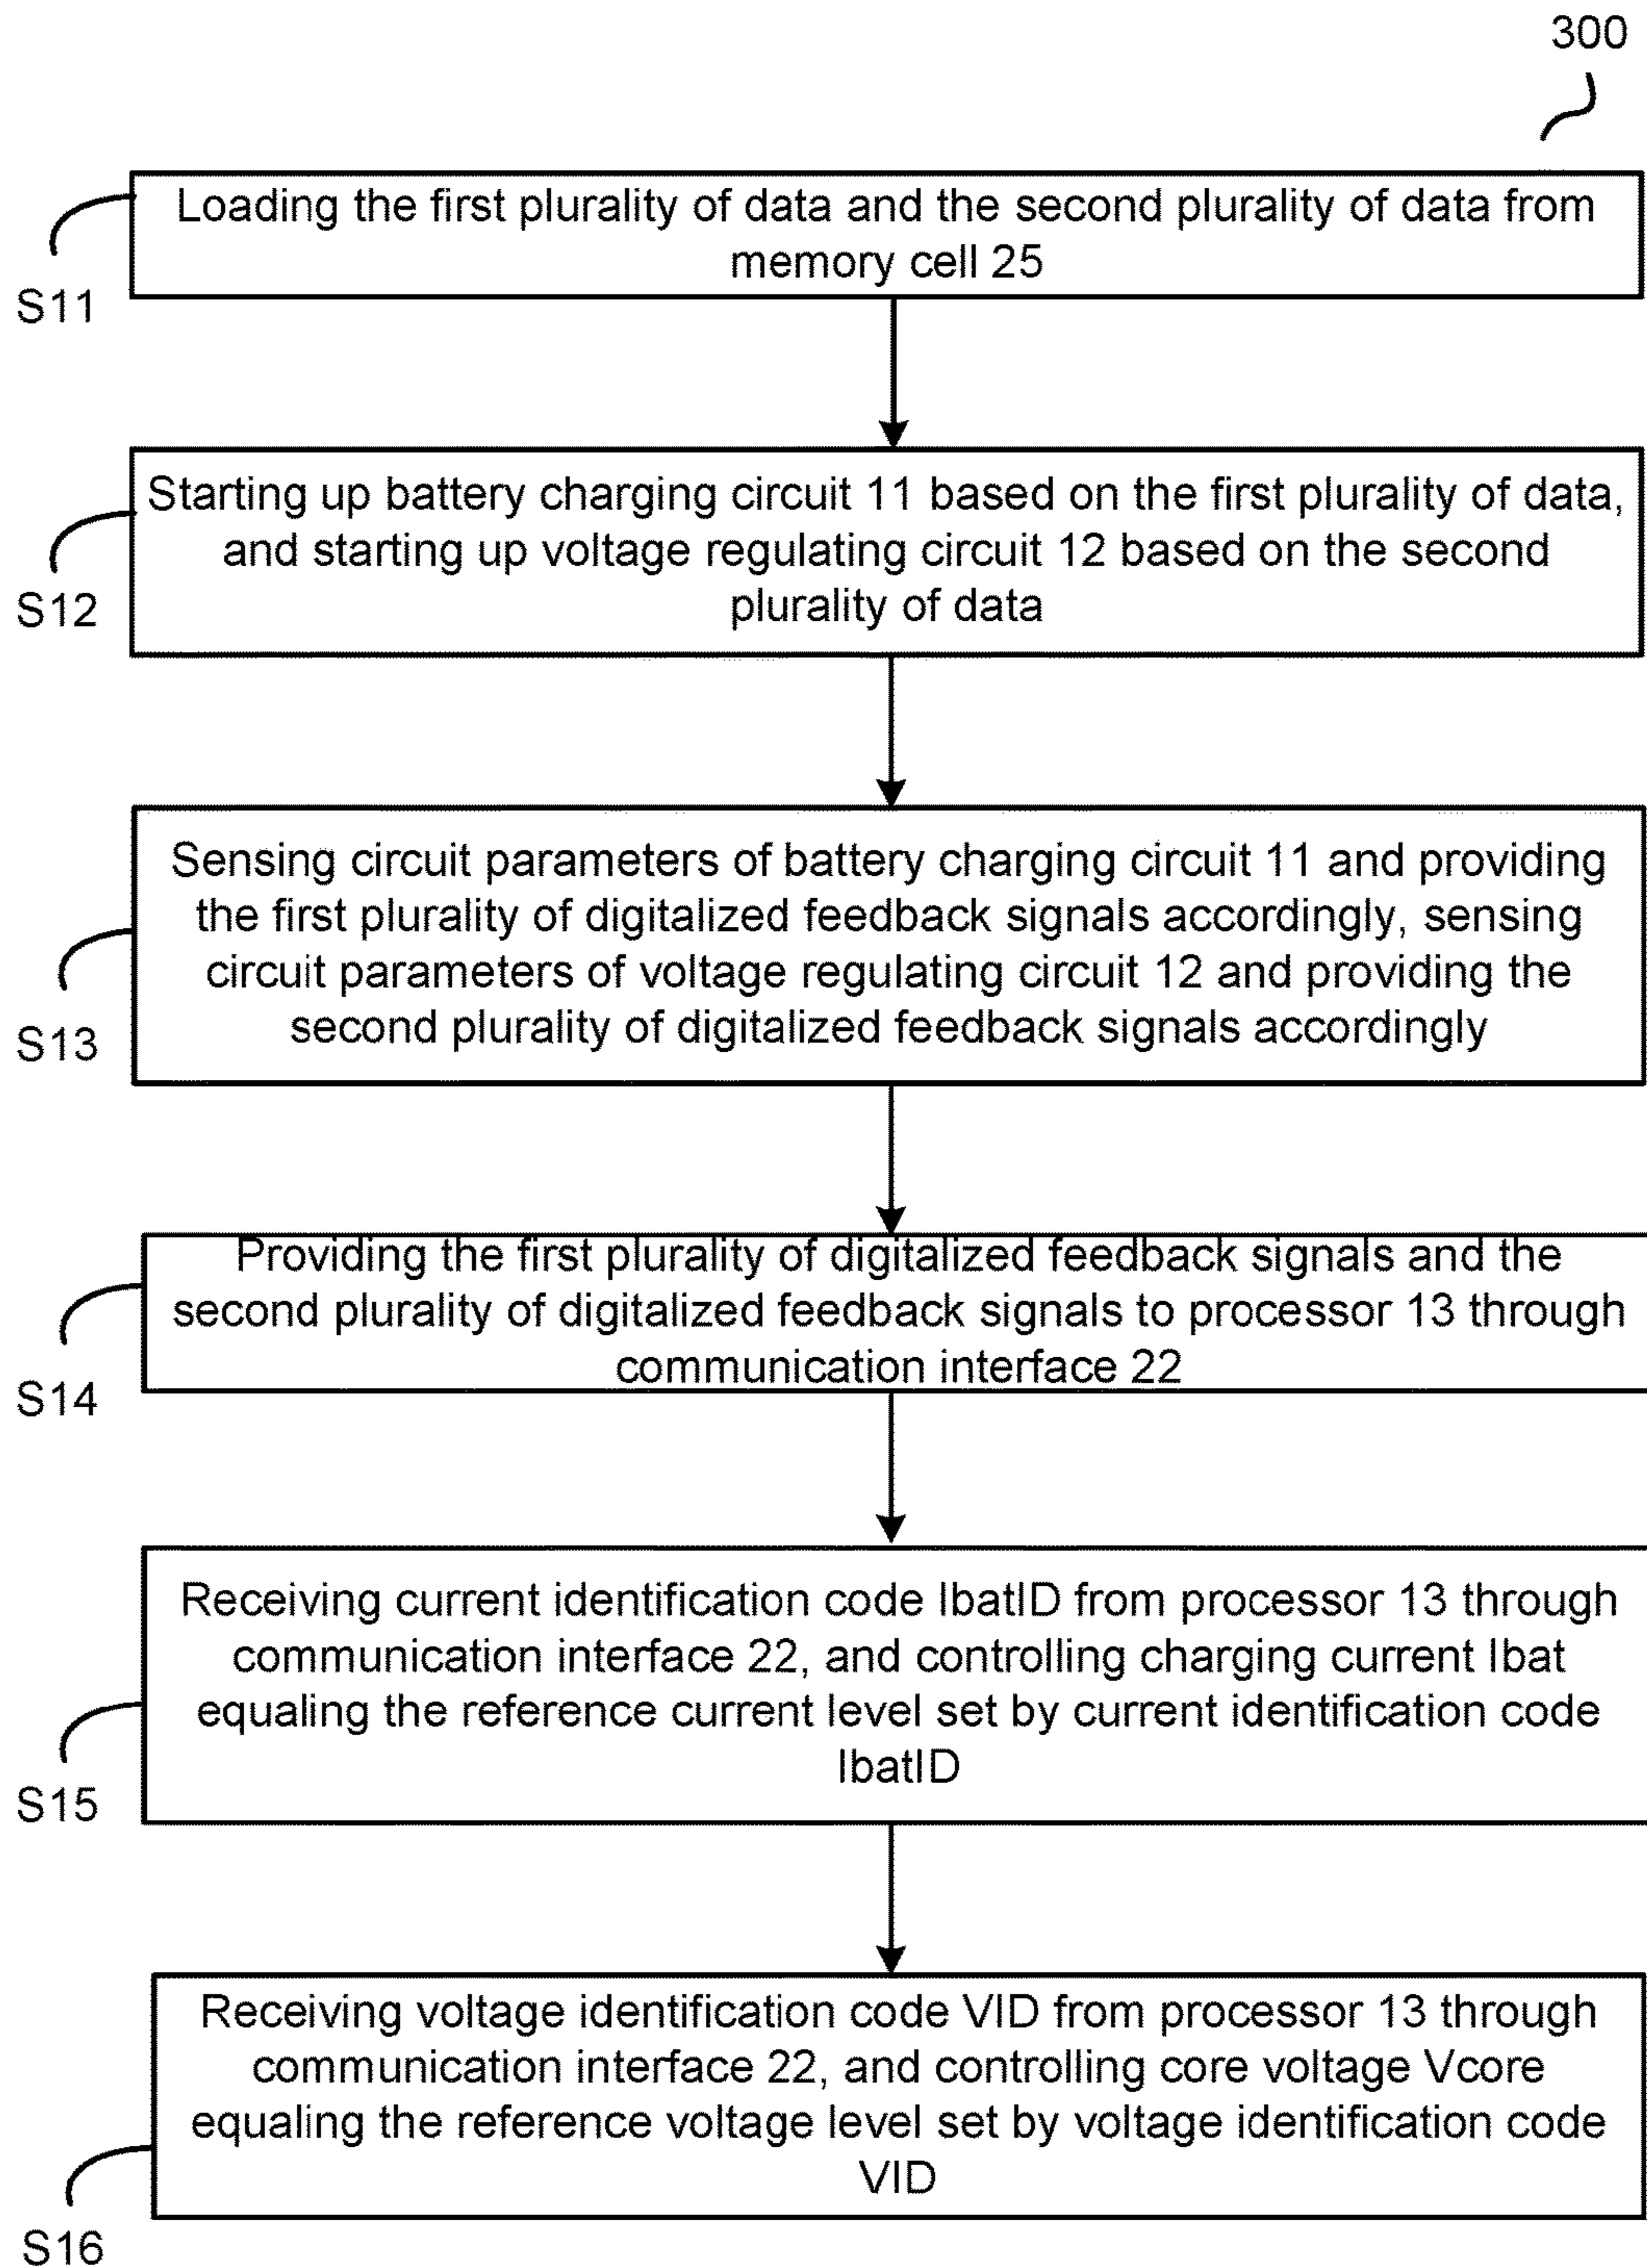 300
Loading the first plurality of data and the second plurality of data from
memory cell 25
S11
Starting up battery charging circuit 11 based on the first plurality of data,
and starting up voltage regulating circuit 12 based on the second
plurality of data
S12
Sensing circuit parameters of battery charging circuit 11 and providing
the first plurality of digitalized feedback signals accordingly, sensing
circuit parameters of voltage regulating circuit 12 and providing the
second plurality of digitalized feedback signals accordingly
S13
Providing the first plurality of digitalized feedback signals and the
second plurality of digitalized feedback signals to processor 13 through
communication interface 22
S14
Receiving current identification code IbatID from processor 13 through
communication interface 22, and controlling charging current Ibat
equaling the reference current level set by current identification code
IbatID
S15
Receiving voltage identification code VID from processor 13 through
communication interface 22, and controlling core voltage Vcore
equaling the reference voltage level set by voltage identification code
VID
S16